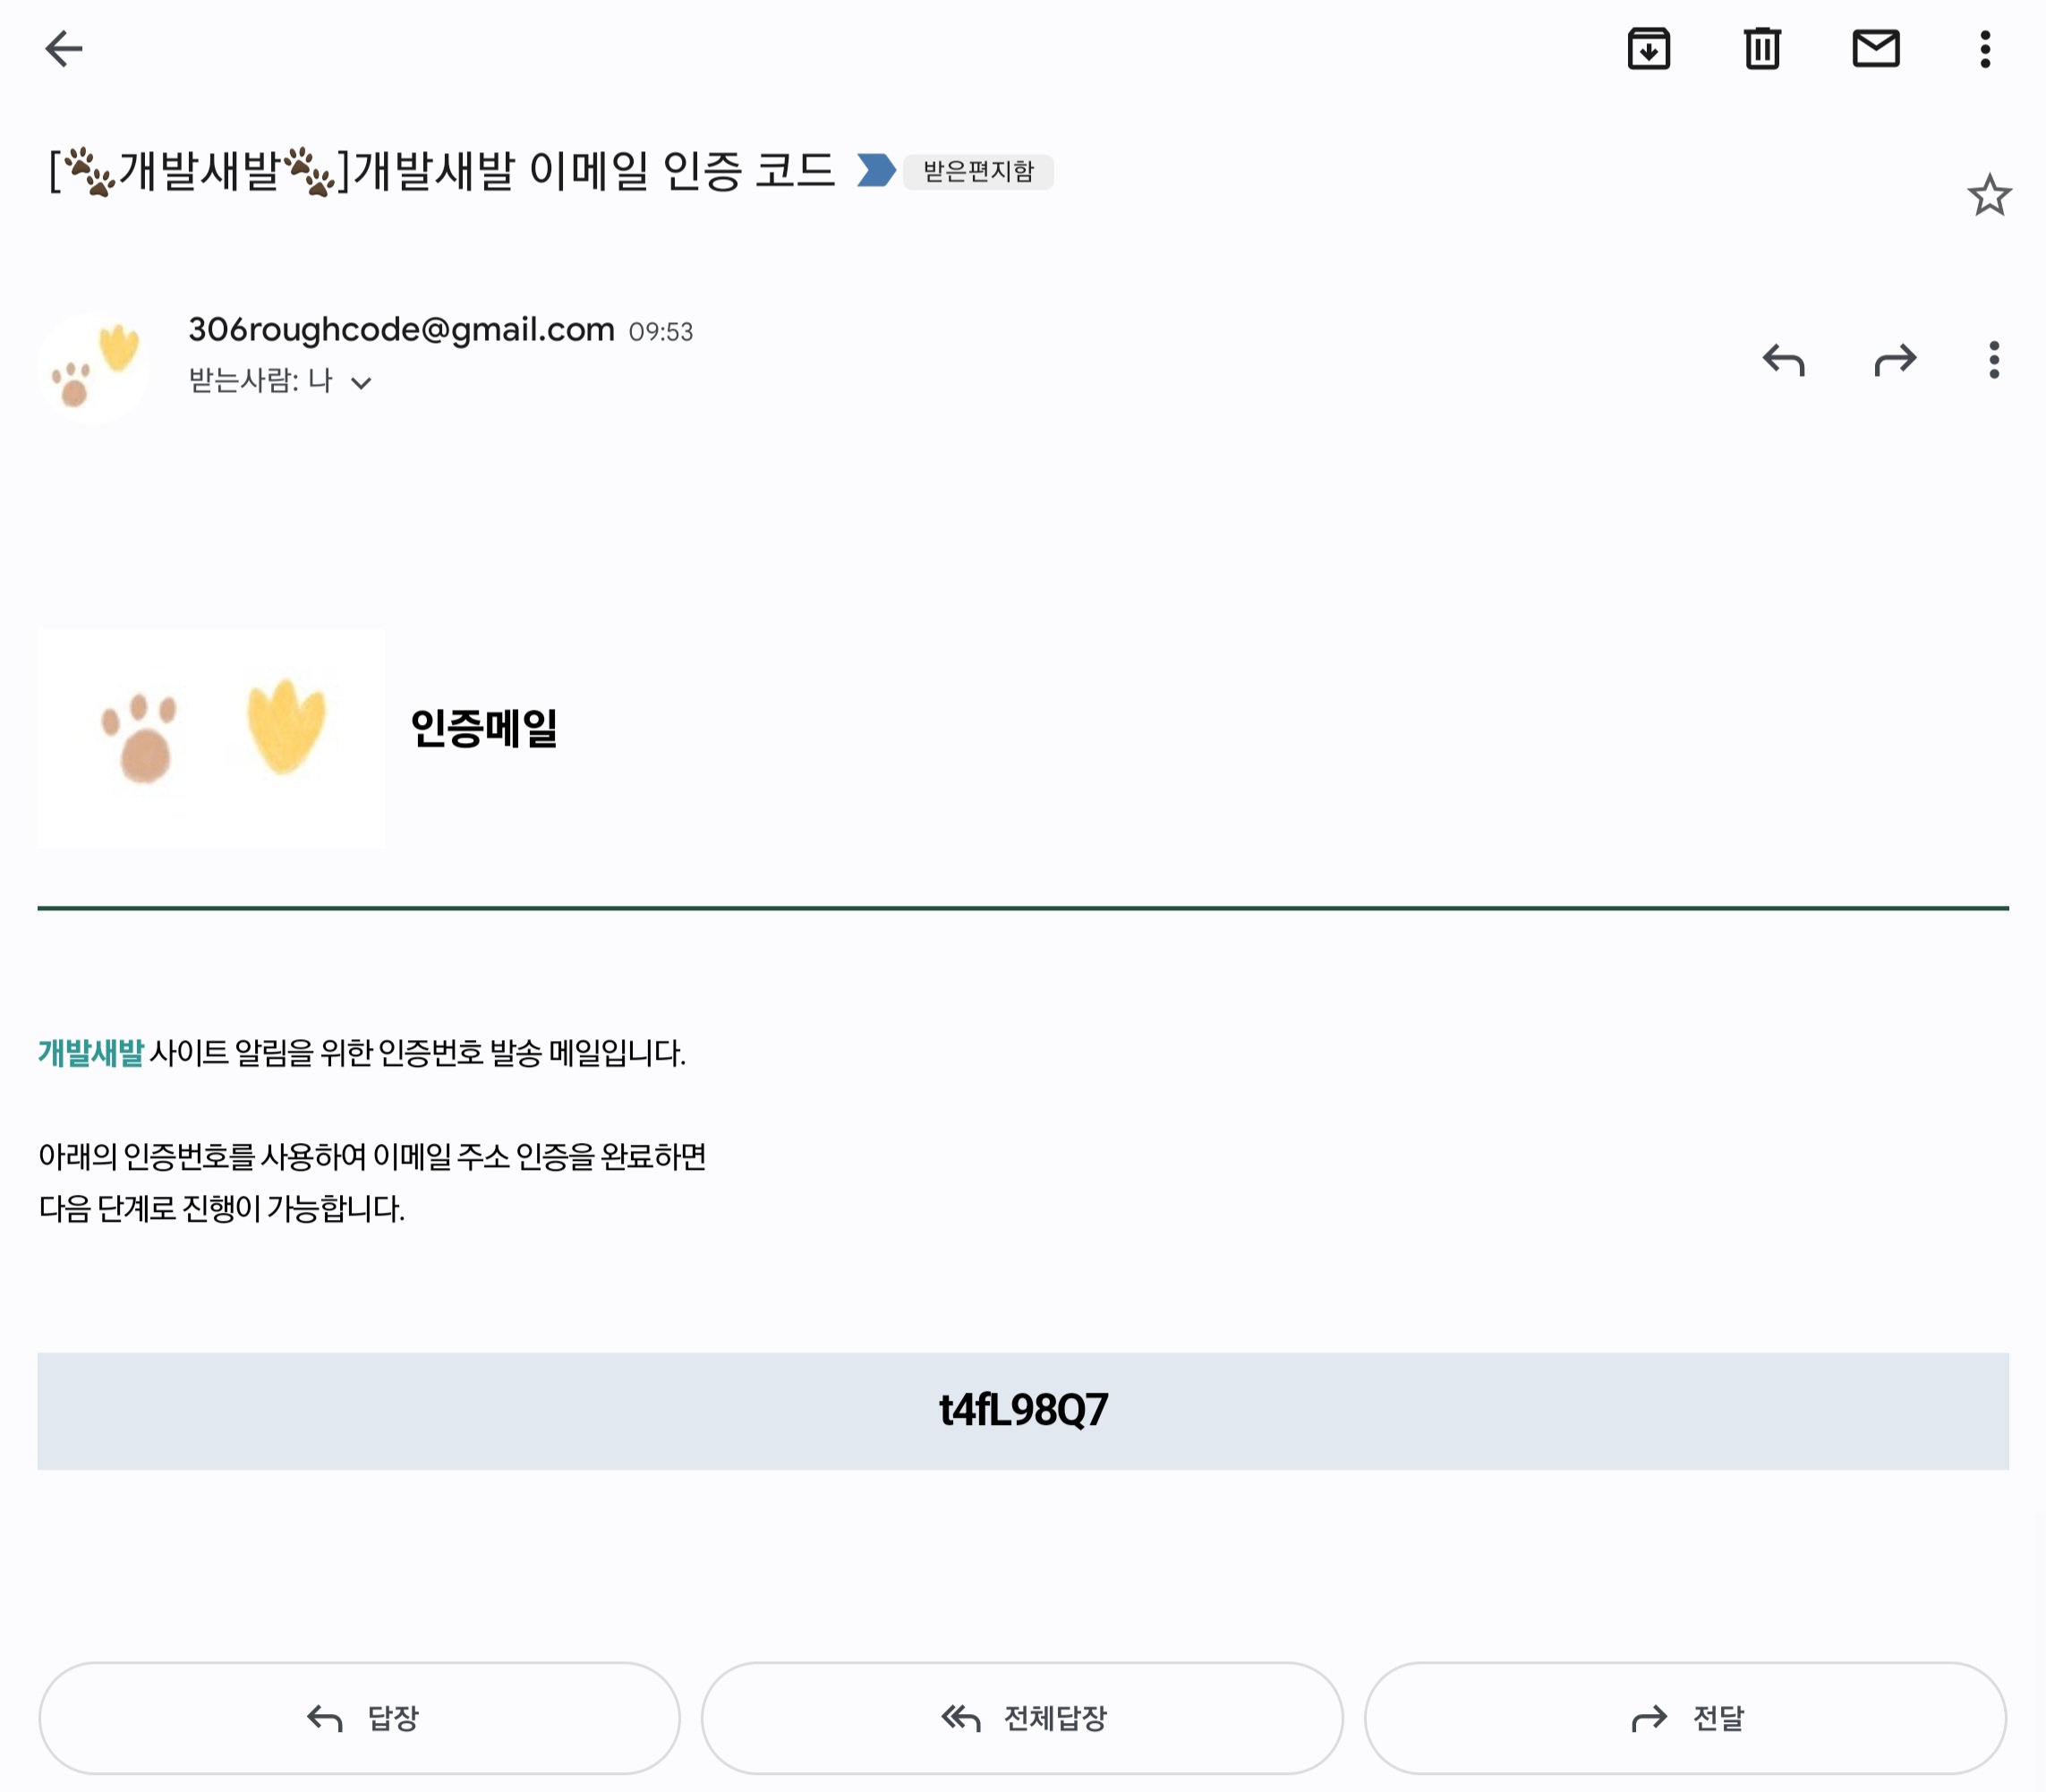 [🐾개발새발🐾]개발새발 이메일 인증 코드 받은편지함
306roughcode@gmail.com 09:53
받는사람: 나
인증메일
개발새발 사이트 알림을 위한 인증번호 발송 메일입니다.
아래의 인증번호를 사용하여 이메일 주소 인증을 완료하면
다음 단계로 진행이 가능합니다.
t4fL98Q7
답장 전체답장 전달